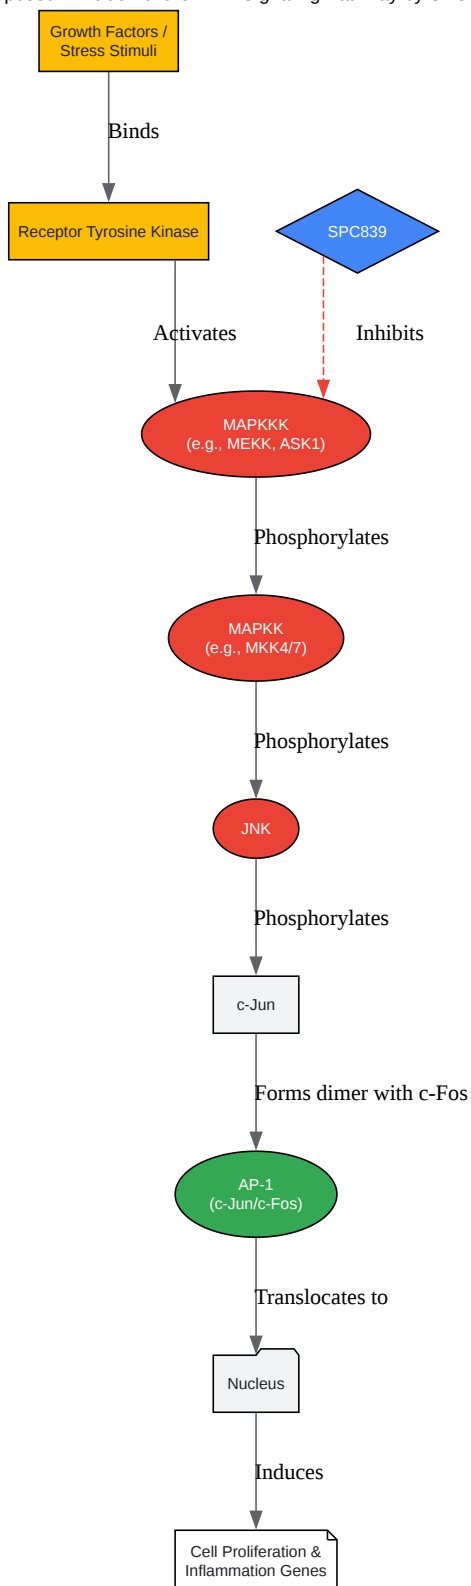 Growth Factors /
Stress Stimuli
Binds
Receptor Tyrosine Kinase
SPC839
Activates
Inhibits
MAPKKK
(e.g., MEKK, ASK1)
Phosphorylates
MAPKK
(e.g., MKK4/7)
Phosphorylates
JNK
Phosphorylates
c-Jun
Forms dimer with c-Fos
AP-1
(c-Jun/c-Fos)
Translocates to
Nucleus
Induces
Cell Proliferation &
Inflammation Genes